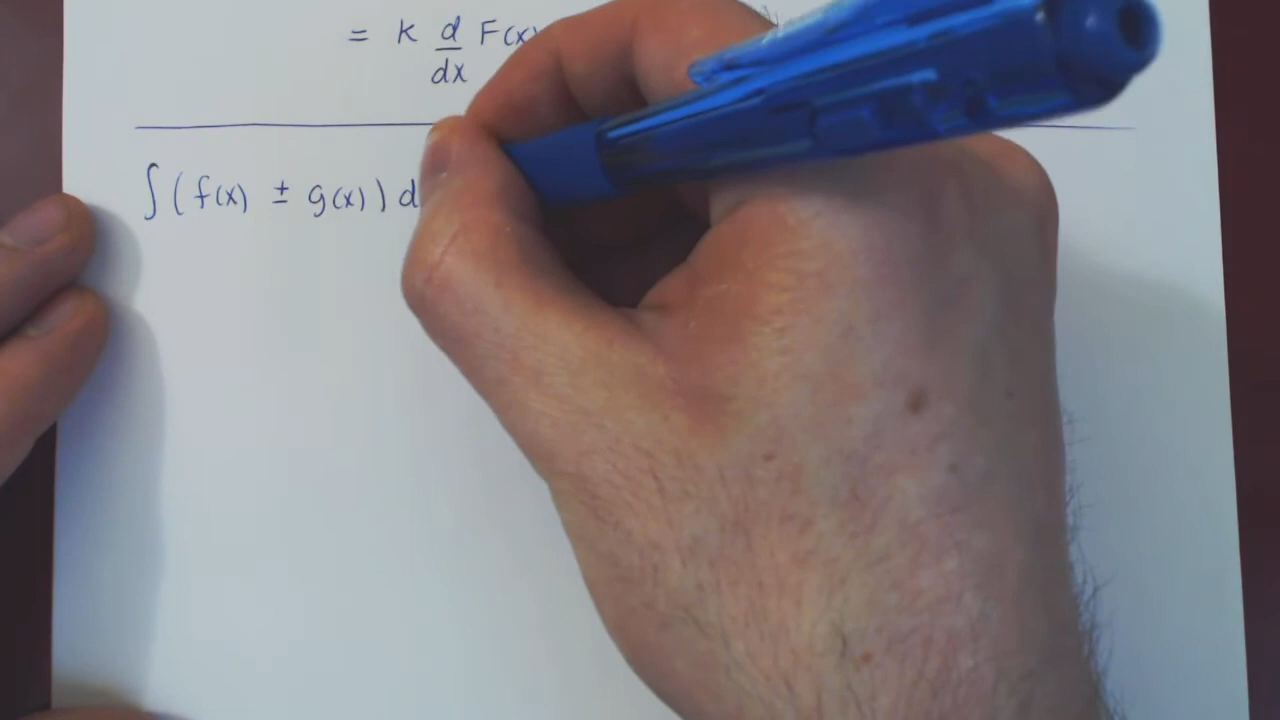 = k d/dx F(x)
∫ ( f(x) ± g(x) ) d